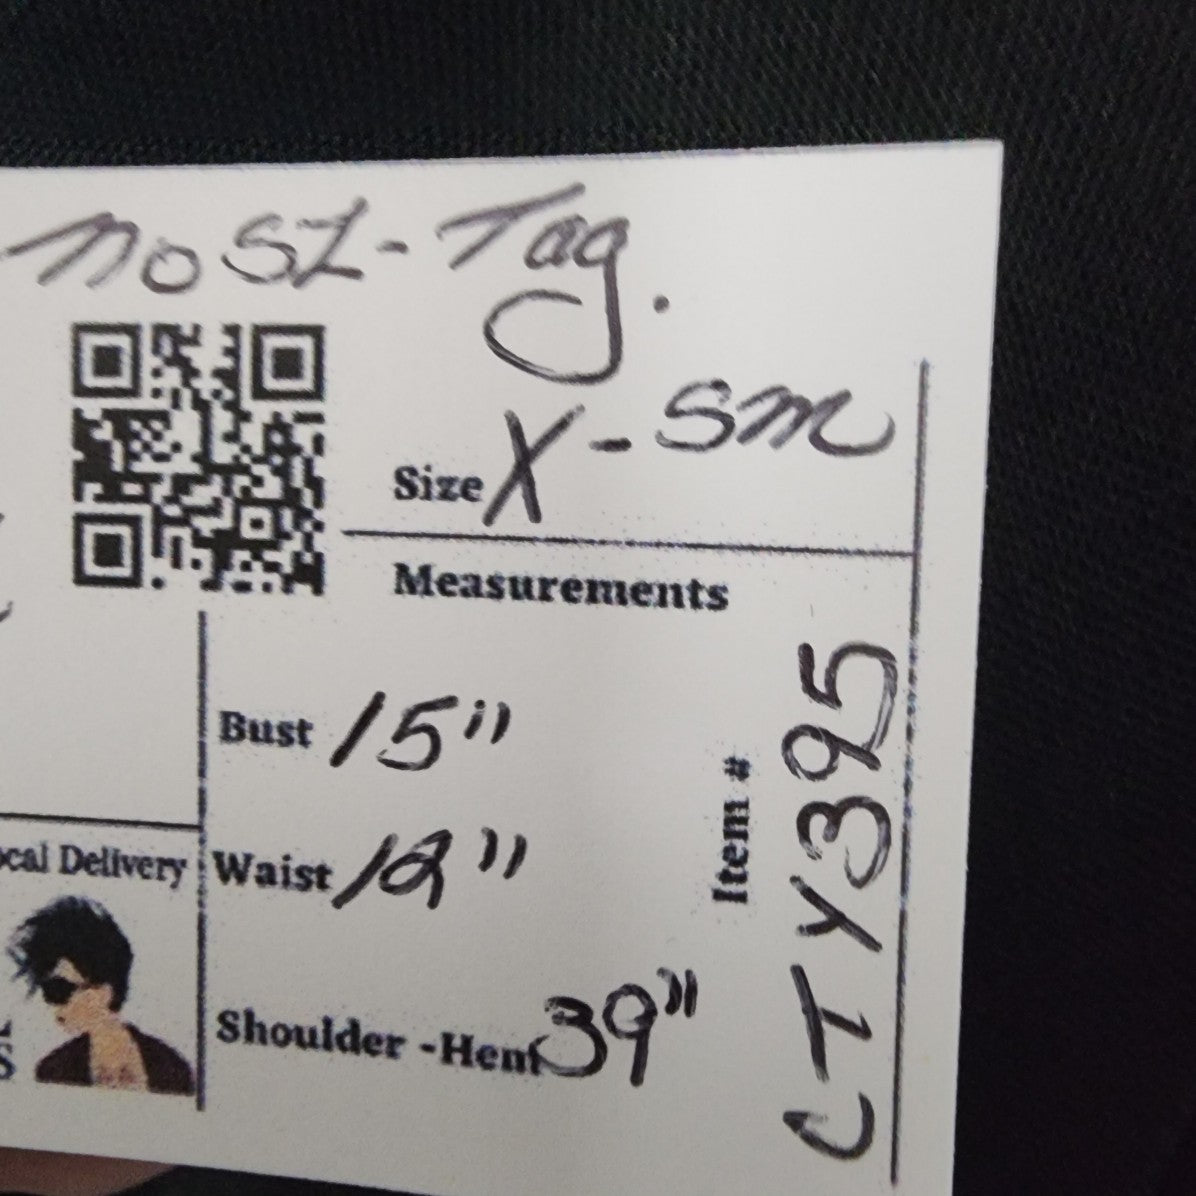 No SZ - Tag.
Size X-Sm
Measurements
Bust 15"
Waist 12"
Shoulder -Hem 39"
Item # CTY395
ocal Delivery
S